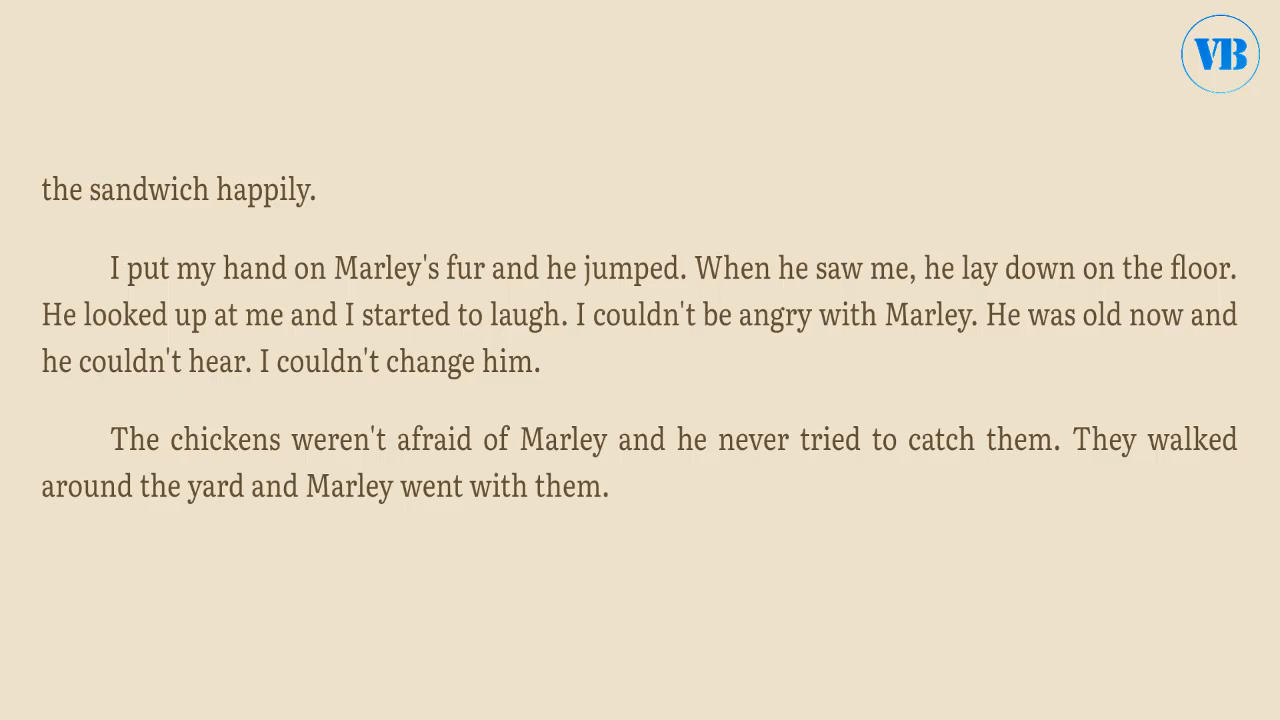 VB
the sandwich happily.
I put my hand on Marley's fur and he jumped. When he saw me, he lay down on the floor.
He looked up at me and I started to laugh. I couldn't be angry with Marley. He was old now and
he couldn't hear. I couldn't change him.
The chickens weren't afraid of Marley and he never tried to catch them. They walked
around the yard and Marley went with them.